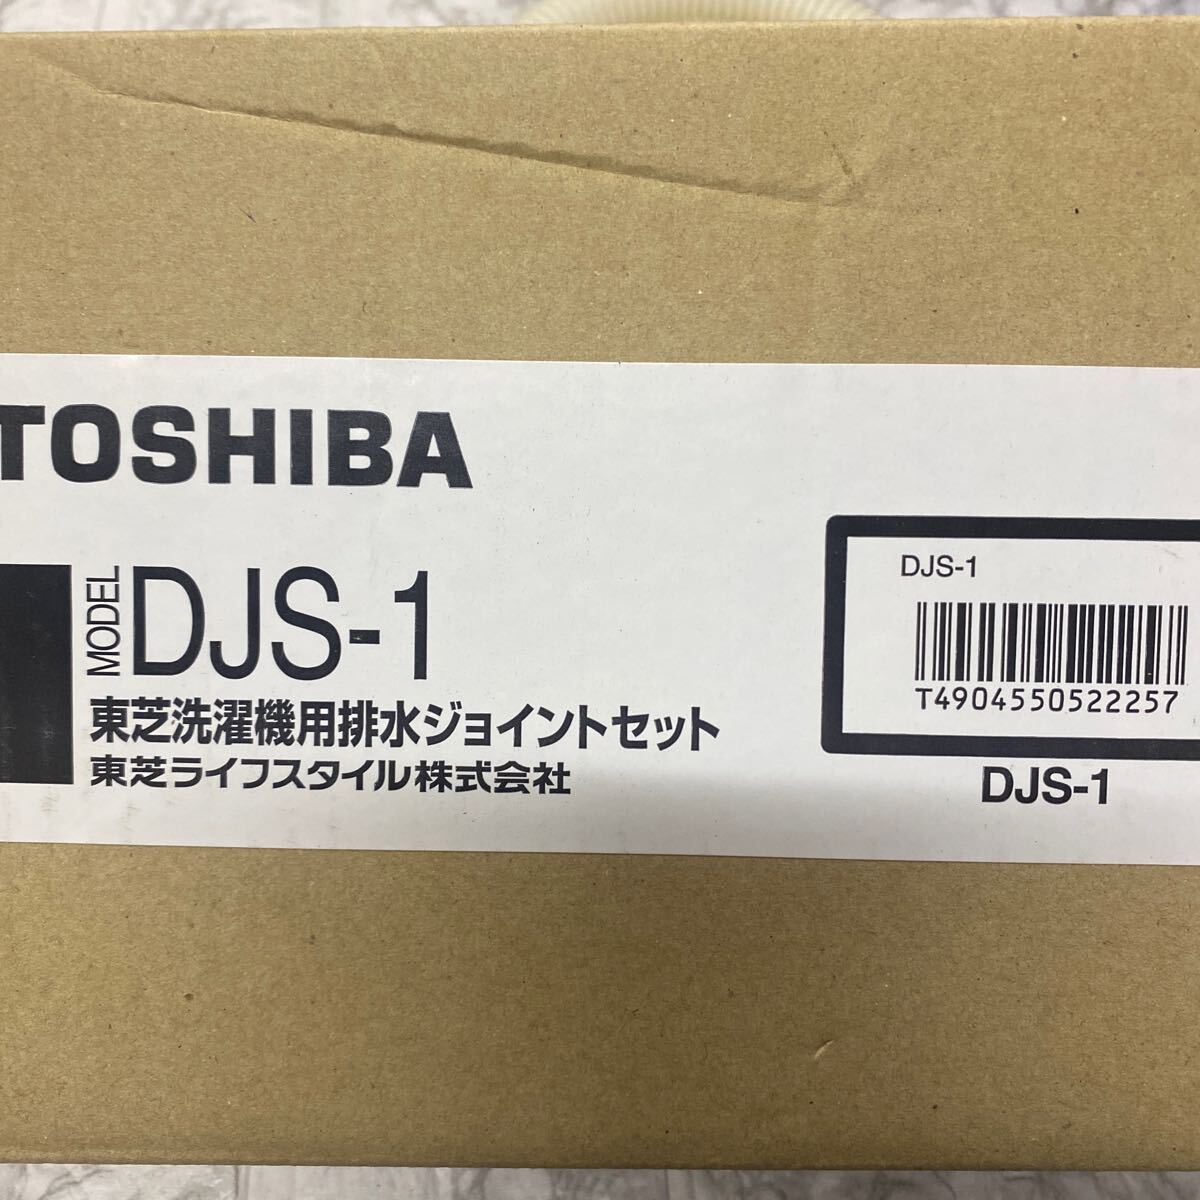 TOSHIBA
MODEL DJS-1
東芝洗濯機用排水ジョイントセット
東芝ライフスタイル株式会社
DJS-1
T4904550522257
DJS-1